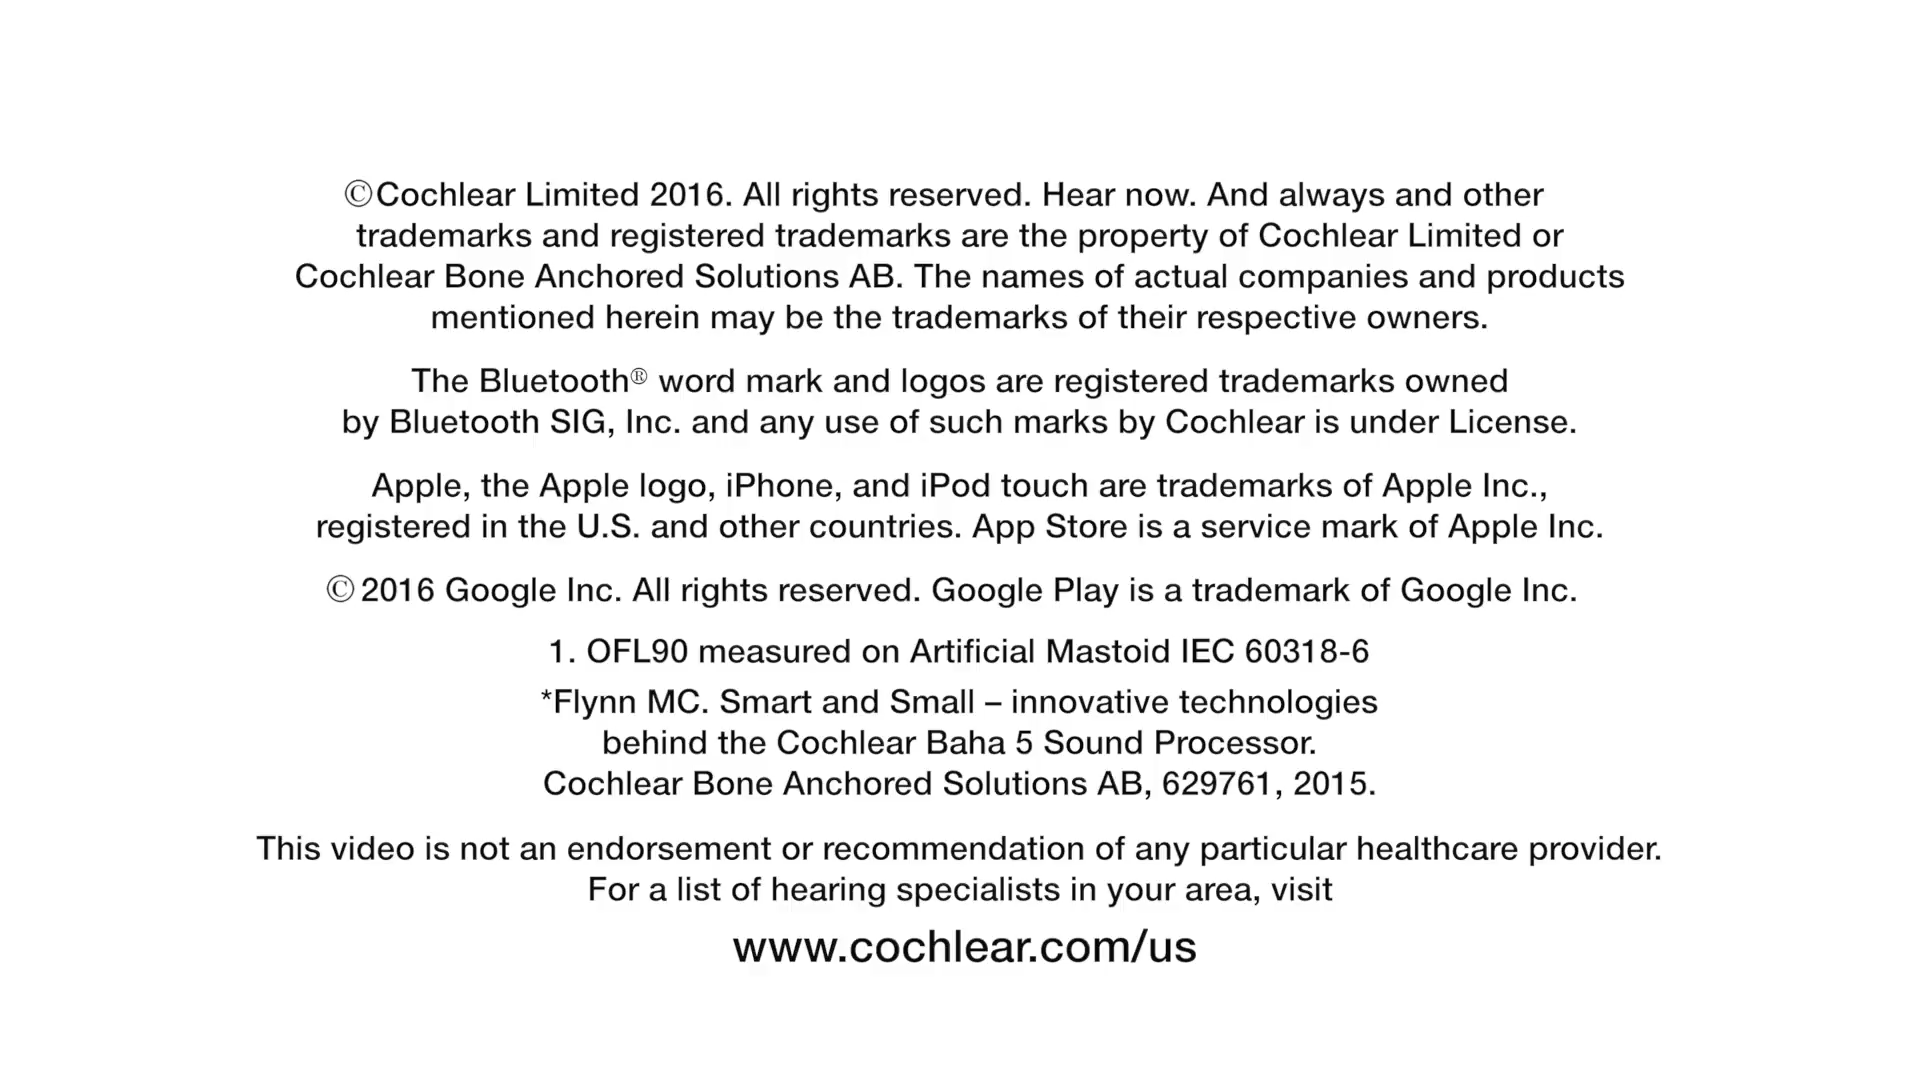 ©Cochlear Limited 2016. All rights reserved. Hear now. And always and other
trademarks and registered trademarks are the property of Cochlear Limited or
Cochlear Bone Anchored Solutions AB. The names of actual companies and products
mentioned herein may be the trademarks of their respective owners.
The Bluetooth® word mark and logos are registered trademarks owned
by Bluetooth SIG, Inc. and any use of such marks by Cochlear is under License.
Apple, the Apple logo, iPhone, and iPod touch are trademarks of Apple Inc.,
registered in the U.S. and other countries. App Store is a service mark of Apple Inc.
© 2016 Google Inc. All rights reserved. Google Play is a trademark of Google Inc.
1. OFL90 measured on Artificial Mastoid IEC 60318-6
*Flynn MC. Smart and Small – innovative technologies
behind the Cochlear Baha 5 Sound Processor.
Cochlear Bone Anchored Solutions AB, 629761, 2015.
This video is not an endorsement or recommendation of any particular healthcare provider.
For a list of hearing specialists in your area, visit
www.cochlear.com/us